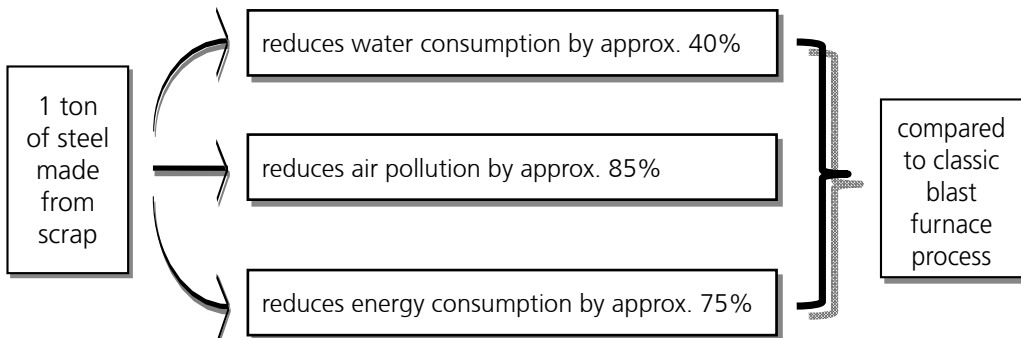 1 ton
of steel
made
from
scrap
reduces water consumption by approx. 40%
reduces air pollution by approx. 85%
reduces energy consumption by approx. 75%
compared
to classic
blast
furnace
process